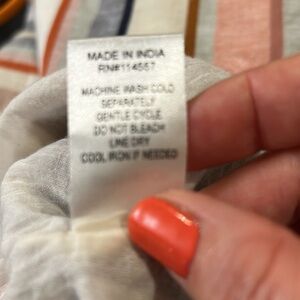 MADE IN INDIA
RN#114557
MACHINE WASH COLD
SEPARATELY
GENTLE CYCLE
DO NOT BLEACH
LINE DRY
COOL IRON IF NEEDED